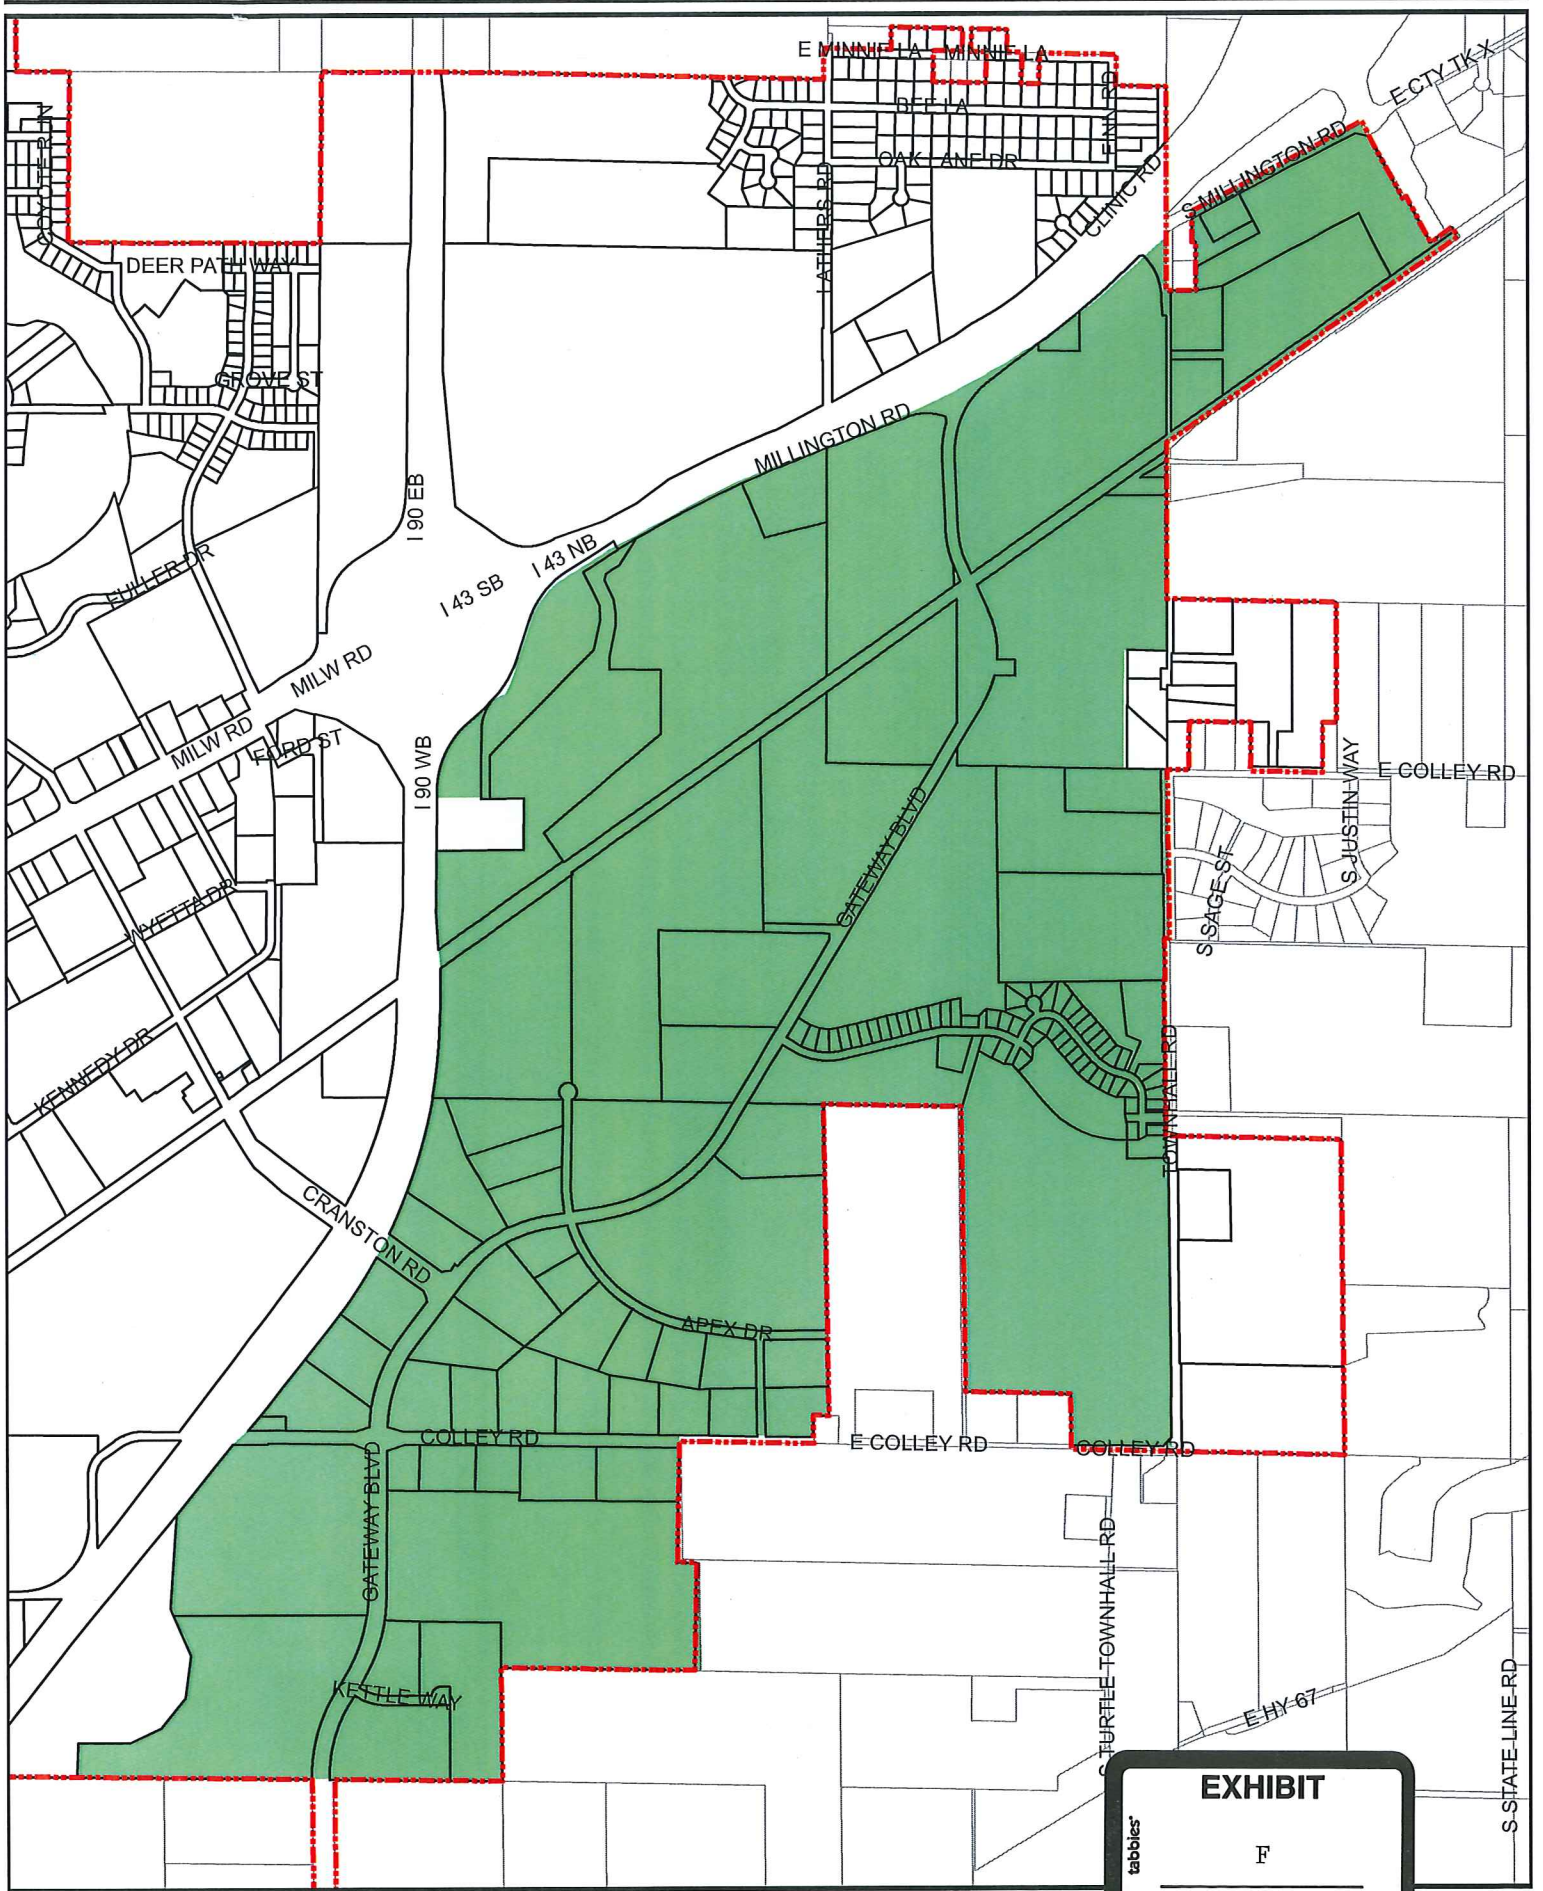 E MINNIE LA
MINNIE LA
E CTY TK X
BEE LA
FINN RD
OAK LANE DR
S MILLINGTON RD
CLINIC RD
LATHERS RD
DEER PATH WAY
GROVE ST
MILLINGTON RD
I 90 EB
I 43 NB
I 43 SB
FULLER DR
MILW RD
MILW RD
FORD ST
I 90 WB
E COLLEY RD
S JUSTIN WAY
GATEWAY BLVD
S SAGE ST
WYETTA DR
KENNEDY DR
TOWNHALL RD
CRANSTON RD
APEX DR
COLLEY RD
E COLLEY RD
COLLEY RD
GATEWAY BLVD
S TURTLE TOWNHALL RD
KETTLE WAY
E HY 67
S STATE LINE RD
EXHIBIT
tabbies'
F